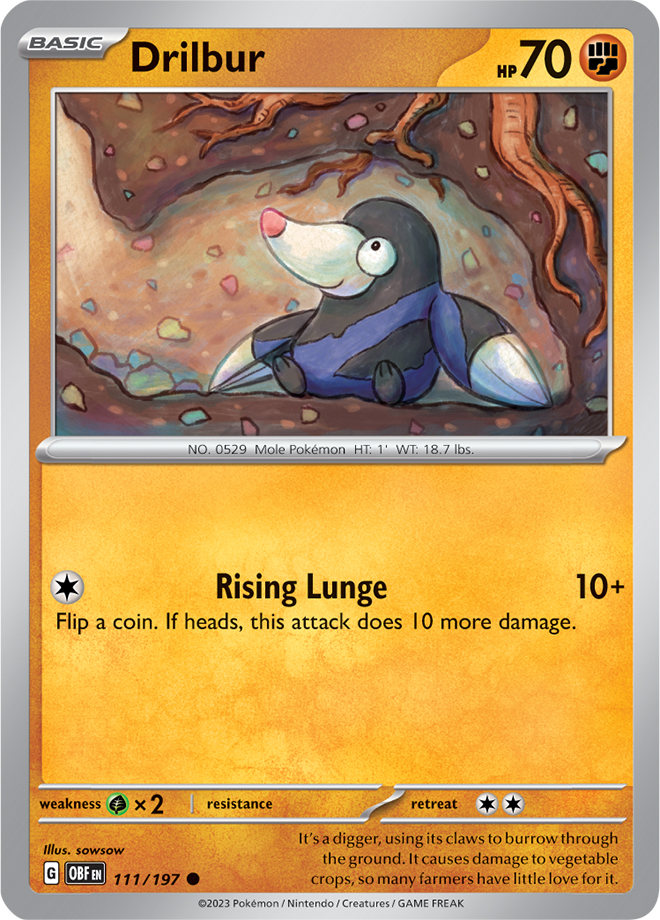 BASIC Drilbur HP 70
NO. 0529 Mole Pokémon HT: 1' WT: 18.7 lbs.
Rising Lunge 10+
Flip a coin. If heads, this attack does 10 more damage.
weakness ×2 resistance retreat
Illus. sowsow
G OBF EN 111/197
It's a digger, using its claws to burrow through
the ground. It causes damage to vegetable
crops, so many farmers have little love for it.
©2023 Pokémon / Nintendo / Creatures / GAME FREAK